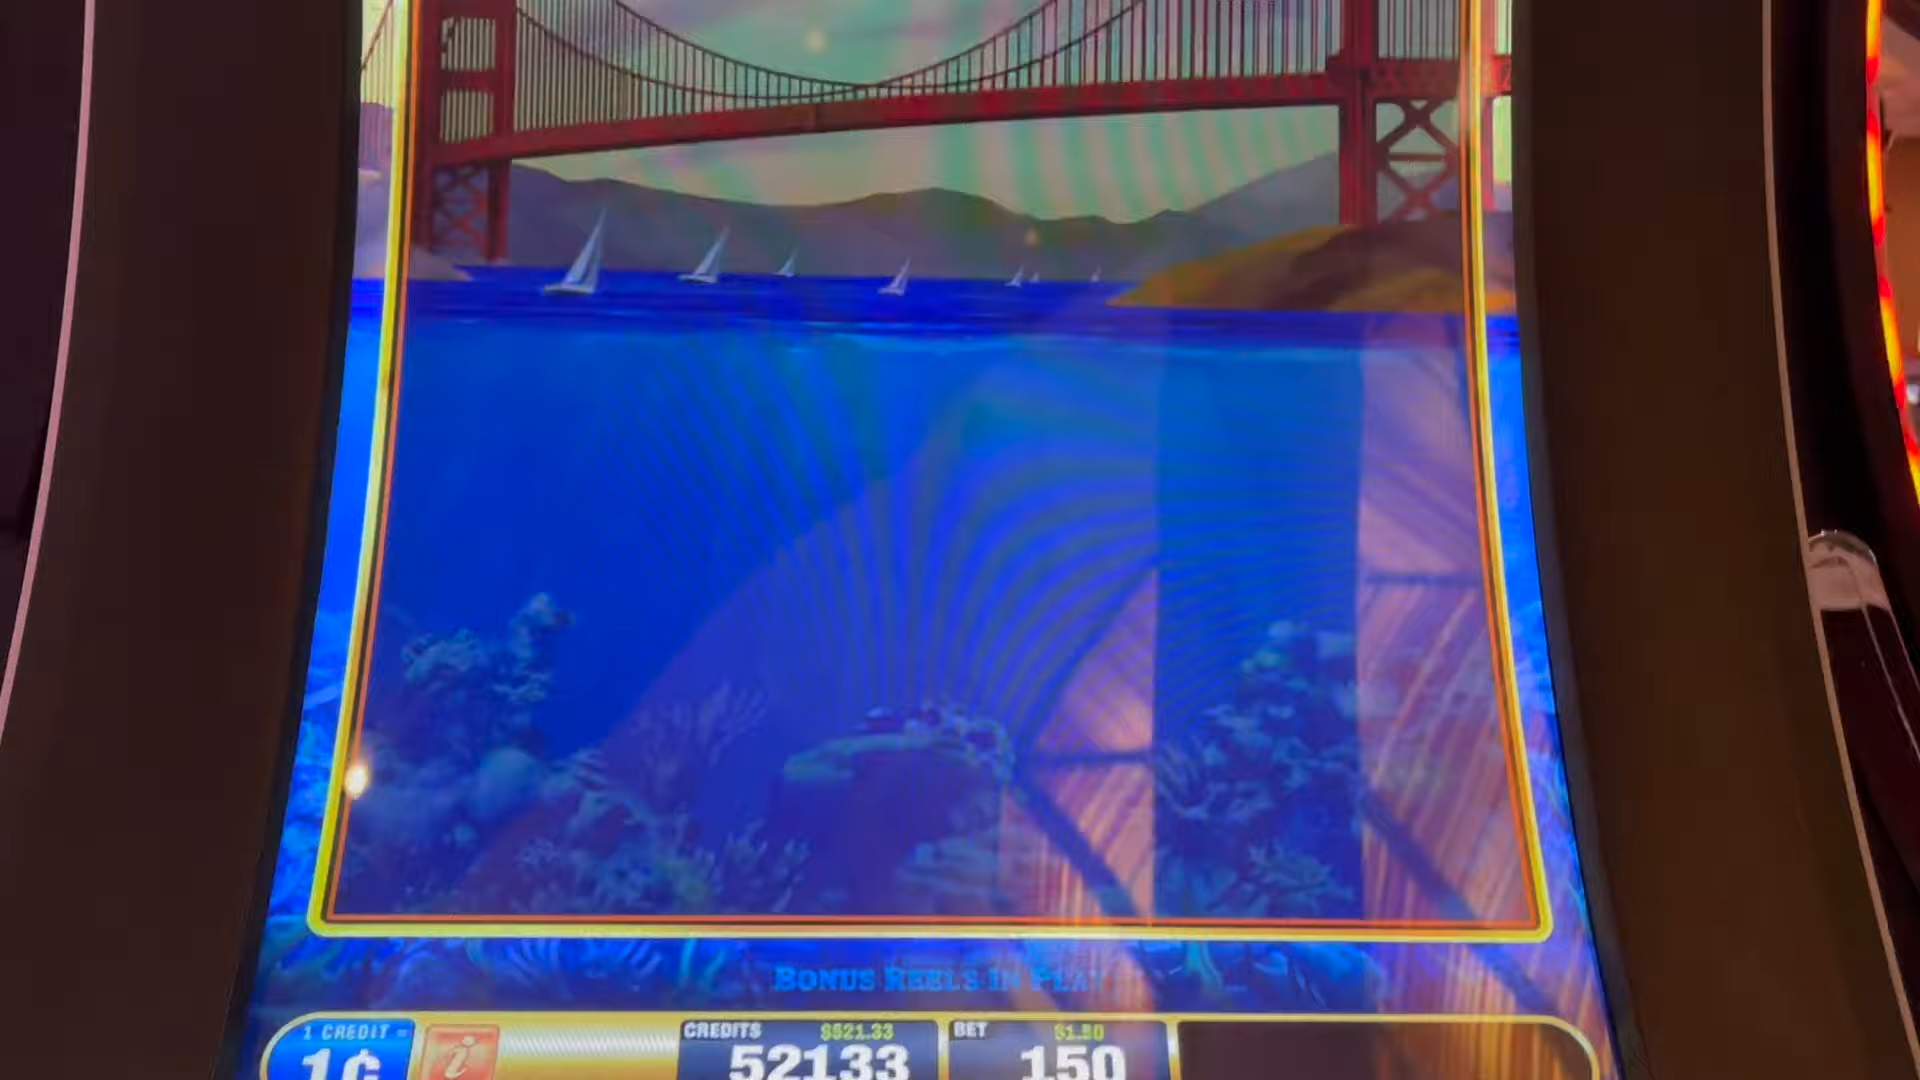 BONUS REELS IN PLAY
1 CREDIT =
1¢
i
CREDITS $521.33
52133
BET $1.50
150